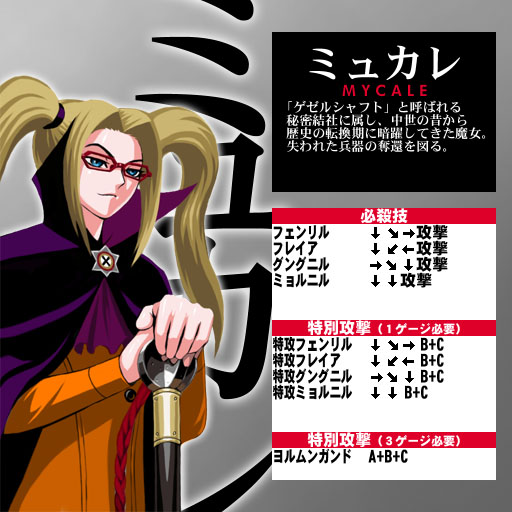 ミュカレ
ミュカレ
MYCALE
「ゲゼルシャフト」と呼ばれる
秘密結社に属し、中世の昔から
歴史の転換期に暗躍してきた魔女。
失われた兵器の奪還を図る。
必殺技
フェンリル ↓↘→攻撃
フレイア ↓↙←攻撃
グングニル →↘↓攻撃
ミョルニル ↓↓攻撃
特別攻撃（１ゲージ必要）
特攻フェンリル ↓↘→ B+C
特攻フレイア ↓↙← B+C
特攻グングニル →↘↓ B+C
特攻ミョルニル ↓↓ B+C
特別攻撃（３ゲージ必要）
ヨルムンガンド A+B+C